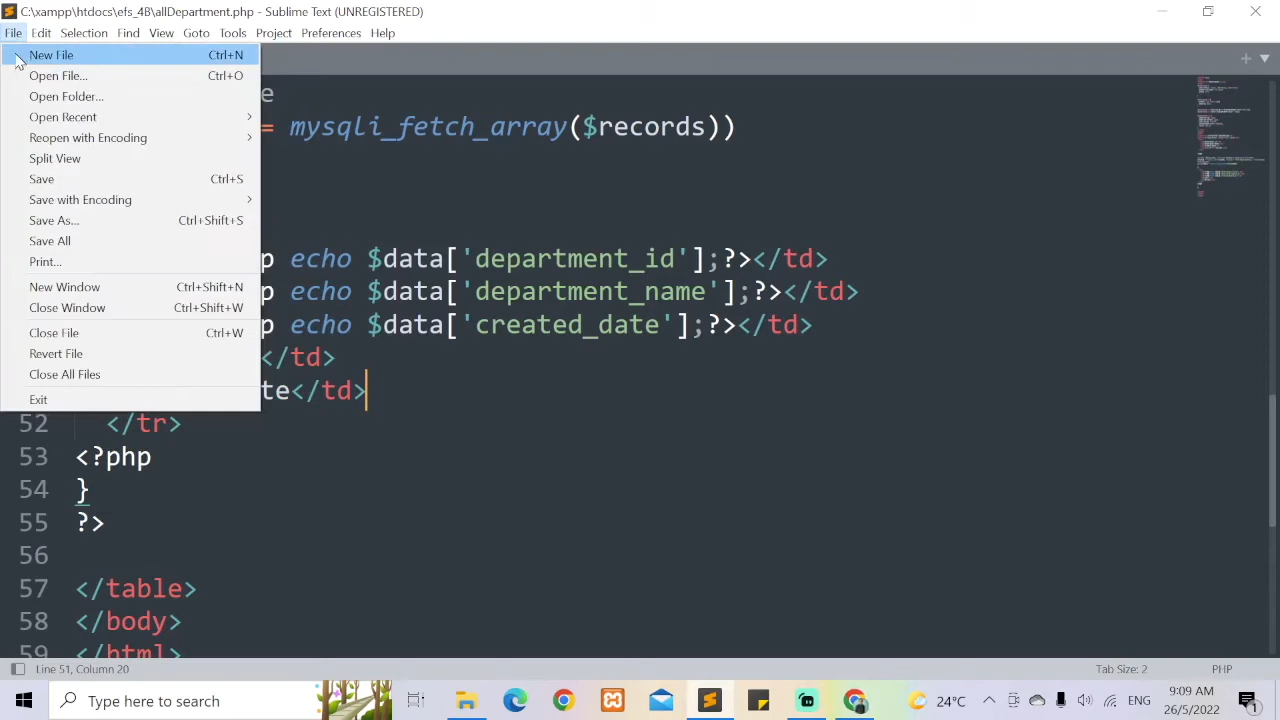 C:\xampp\htdocs\efs_4B\allDepartment.php - Sublime Text (UNREGISTERED)
File Edit Selection Find View Goto Tools Project Preferences Help
New File Ctrl+N
Open File... Ctrl+O
Open Folder...
Open Recent
Reopen with Encoding
Split View
Save Ctrl+S
Save with Encoding
Save As... Ctrl+Shift+S
Save All
Print...
New Window Ctrl+Shift+N
Close Window Ctrl+Shift+W
Close File Ctrl+W
Revert File
Close All Files
Exit
e
= mysqli_fetch_array($records))
p echo $data['department_id'];?></td>
p echo $data['department_name'];?></td>
p echo $data['created_date'];?></td>
</td>
te</td>
52 </tr>
53 <?php
54 }
55 ?>
56
57 </table>
58 </body>
59 </html>
Line 51, Column 20 Tab Size: 2 PHP
Type here to search
24°C ENG
9:09 AM
26/5/2022
1